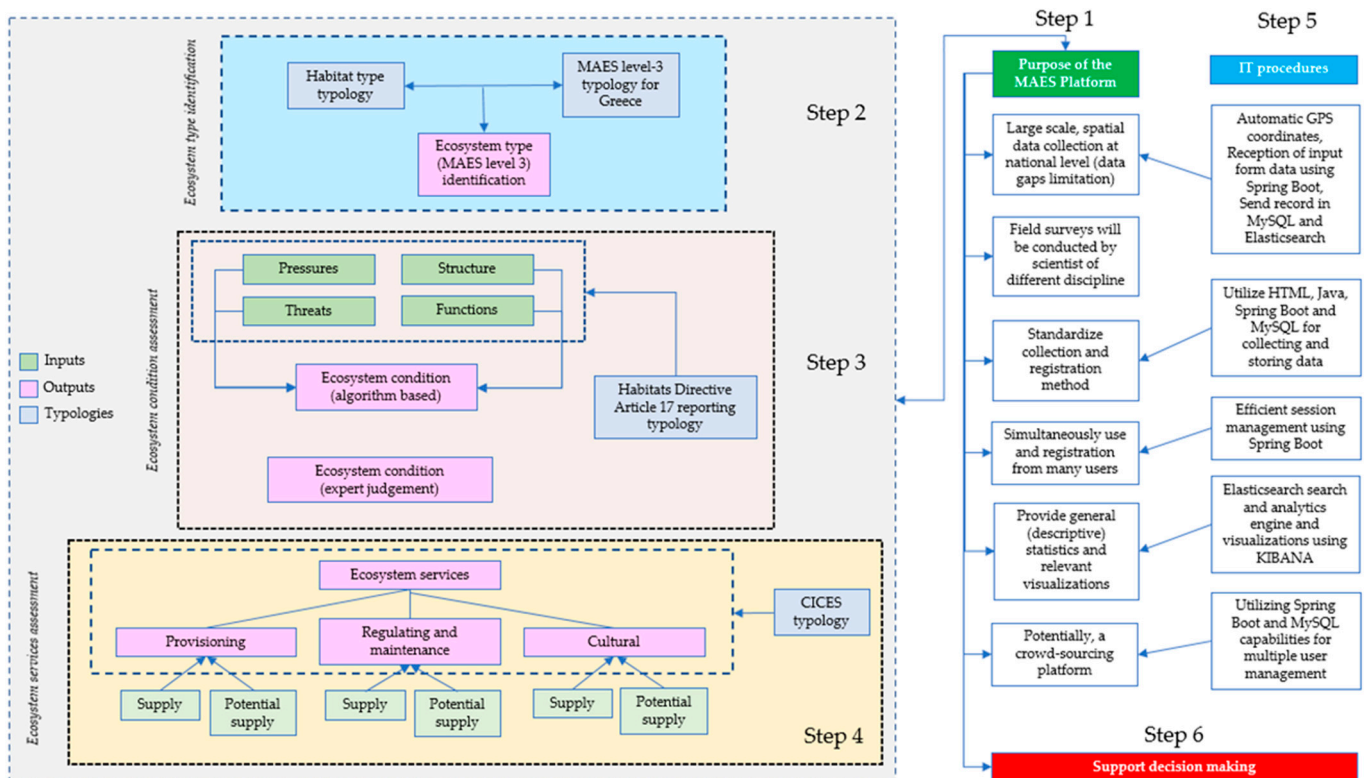 Ecosystem type identification
Habitat type
typology
MAES level-3
typology for
Greece
Step 2
Ecosystem type
(MAES level 3)
identification
Ecosystem condition assessment
Pressures
Structure
Threats
Functions
Step 3
Ecosystem condition
(algorithm based)
Habitats Directive
Article 17 reporting
typology
Ecosystem condition
(expert judgement)
Inputs
Outputs
Typologies
Ecosystem services assessment
Ecosystem services
CICES
typology
Provisioning
Regulating and
maintenance
Cultural
Supply
Potential
supply
Supply
Potential
supply
Supply
Potential
supply
Step 4
Step 1
Purpose of the
MAES Platform
Large scale, spatial
data collection at
national level (data
gaps limitation)
Field surveys will
be conducted by
scientist of
different discipline
Standardize
collection and
registration
method
Simultaneously use
and registration
from many users
Provide general
(descriptive)
statistics and
relevant
visualizations
Potentially, a
crowd-sourcing
platform
Step 5
IT procedures
Automatic GPS
coordinates,
Reception of input
form data using
Spring Boot,
Send record in
MySQL and
Elasticsearch
Utilize HTML, Java,
Spring Boot and
MySQL for
collecting and
storing data
Efficient session
management using
Spring Boot
Elasticsearch search
and analytics
engine and
visualizations using
KIBANA
Utilizing Spring
Boot and MySQL
capabilities for
multiple user
management
Step 6
Support decision making